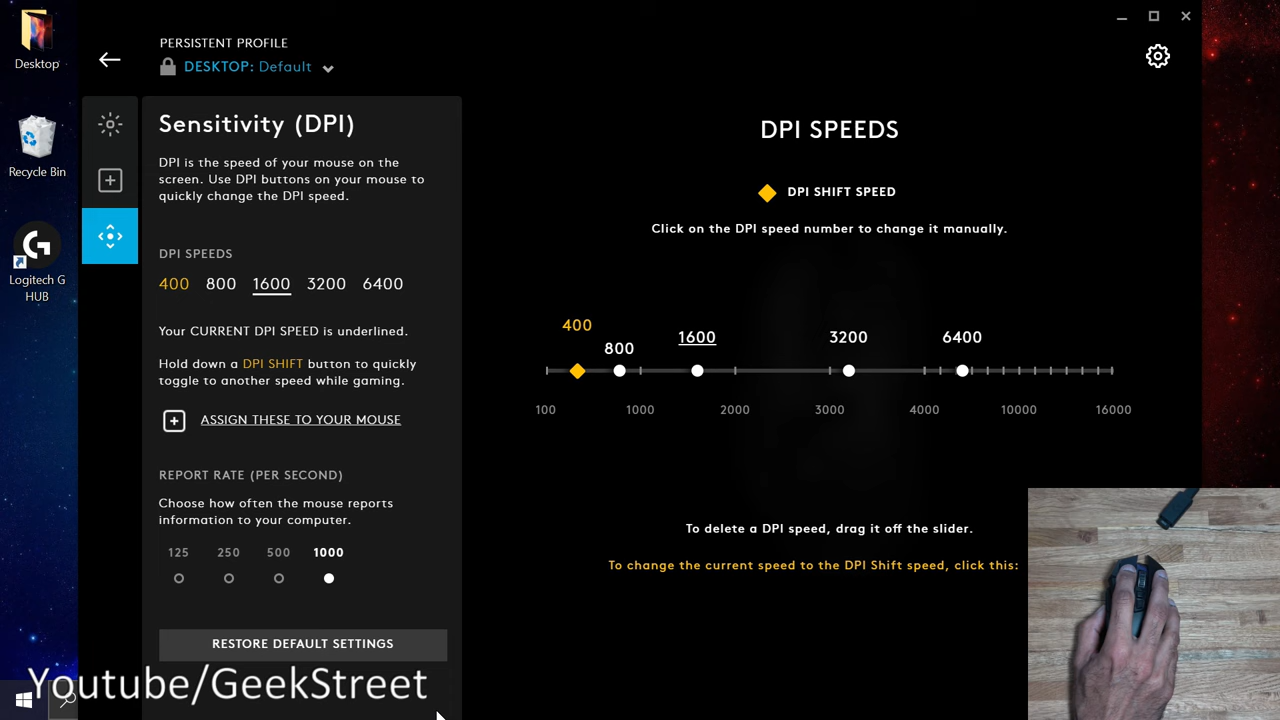 Desktop
Recycle Bin
Logitech G
HUB
PERSISTENT PROFILE
DESKTOP: Default
Sensitivity (DPI)
DPI is the speed of your mouse on the
screen. Use DPI buttons on your mouse to
quickly change the DPI speed.
DPI SPEEDS
400 800 1600 3200 6400
Your CURRENT DPI SPEED is underlined.
Hold down a DPI SHIFT button to quickly
toggle to another speed while gaming.
ASSIGN THESE TO YOUR MOUSE
REPORT RATE (PER SECOND)
Choose how often the mouse reports
information to your computer.
125 250 500 1000
RESTORE DEFAULT SETTINGS
DPI SPEEDS
DPI SHIFT SPEED
Click on the DPI speed number to change it manually.
400 800 1600 3200 6400
100 1000 2000 3000 4000 10000 16000
To delete a DPI speed, drag it off the slider.
To change the current speed to the DPI Shift speed, click this:
Youtube/GeekStreet